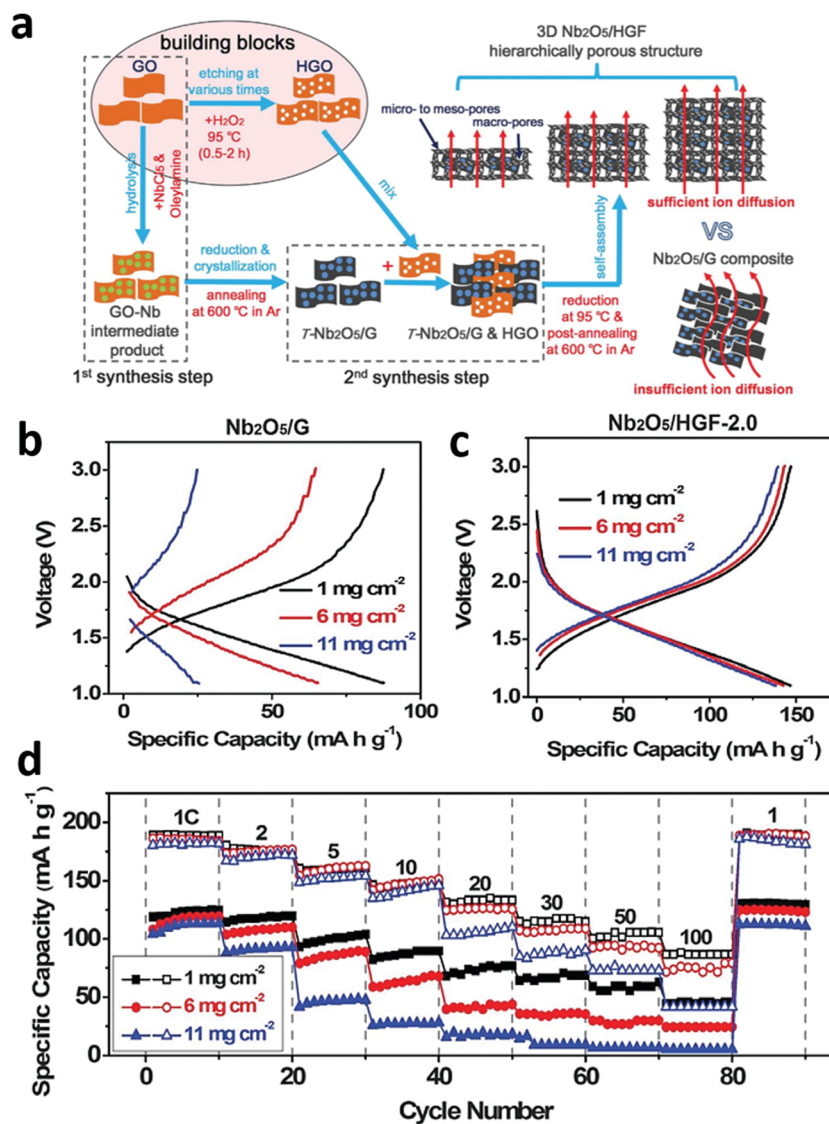 a
building blocks
GO
etching at
various times
HGO
+H₂O₂
95 ℃
(0.5-2 h)
hydrolysis
+NbCl₅ &
Oleylamine
mix
3D Nb₂O₅/HGF
hierarchically porous structure
micro- to meso-pores
macro-pores
sufficient ion diffusion
VS
Nb₂O₅/G composite
insufficient ion diffusion
self-assembly
reduction
at 95 ℃ &
post-annealing
at 600 ℃ in Ar
reduction &
crystallization
annealing
at 600 ℃ in Ar
GO-Nb
intermediate
product
+
T-Nb₂O₅/G
T-Nb₂O₅/G & HGO
1st synthesis step
2nd synthesis step
b
Nb₂O₅/G
3.0
2.5
2.0
1.5
1.0
Voltage (V)
1 mg cm⁻²
6 mg cm⁻²
11 mg cm⁻²
0
50
75
100
Specific Capacity (mA h g⁻¹)
c
Nb₂O₅/HGF-2.0
3.0
2.5
2.0
1.5
1.0
Voltage (V)
1 mg cm⁻²
6 mg cm⁻²
11 mg cm⁻²
0
50
100
150
Specific Capacity (mA h g⁻¹)
d
Specific Capacity (mA h g⁻¹)
200
150
100
50
0
1C
2
5
10
20
30
50
100
1
1 mg cm⁻²
6 mg cm⁻²
11 mg cm⁻²
0
20
40
60
80
Cycle Number